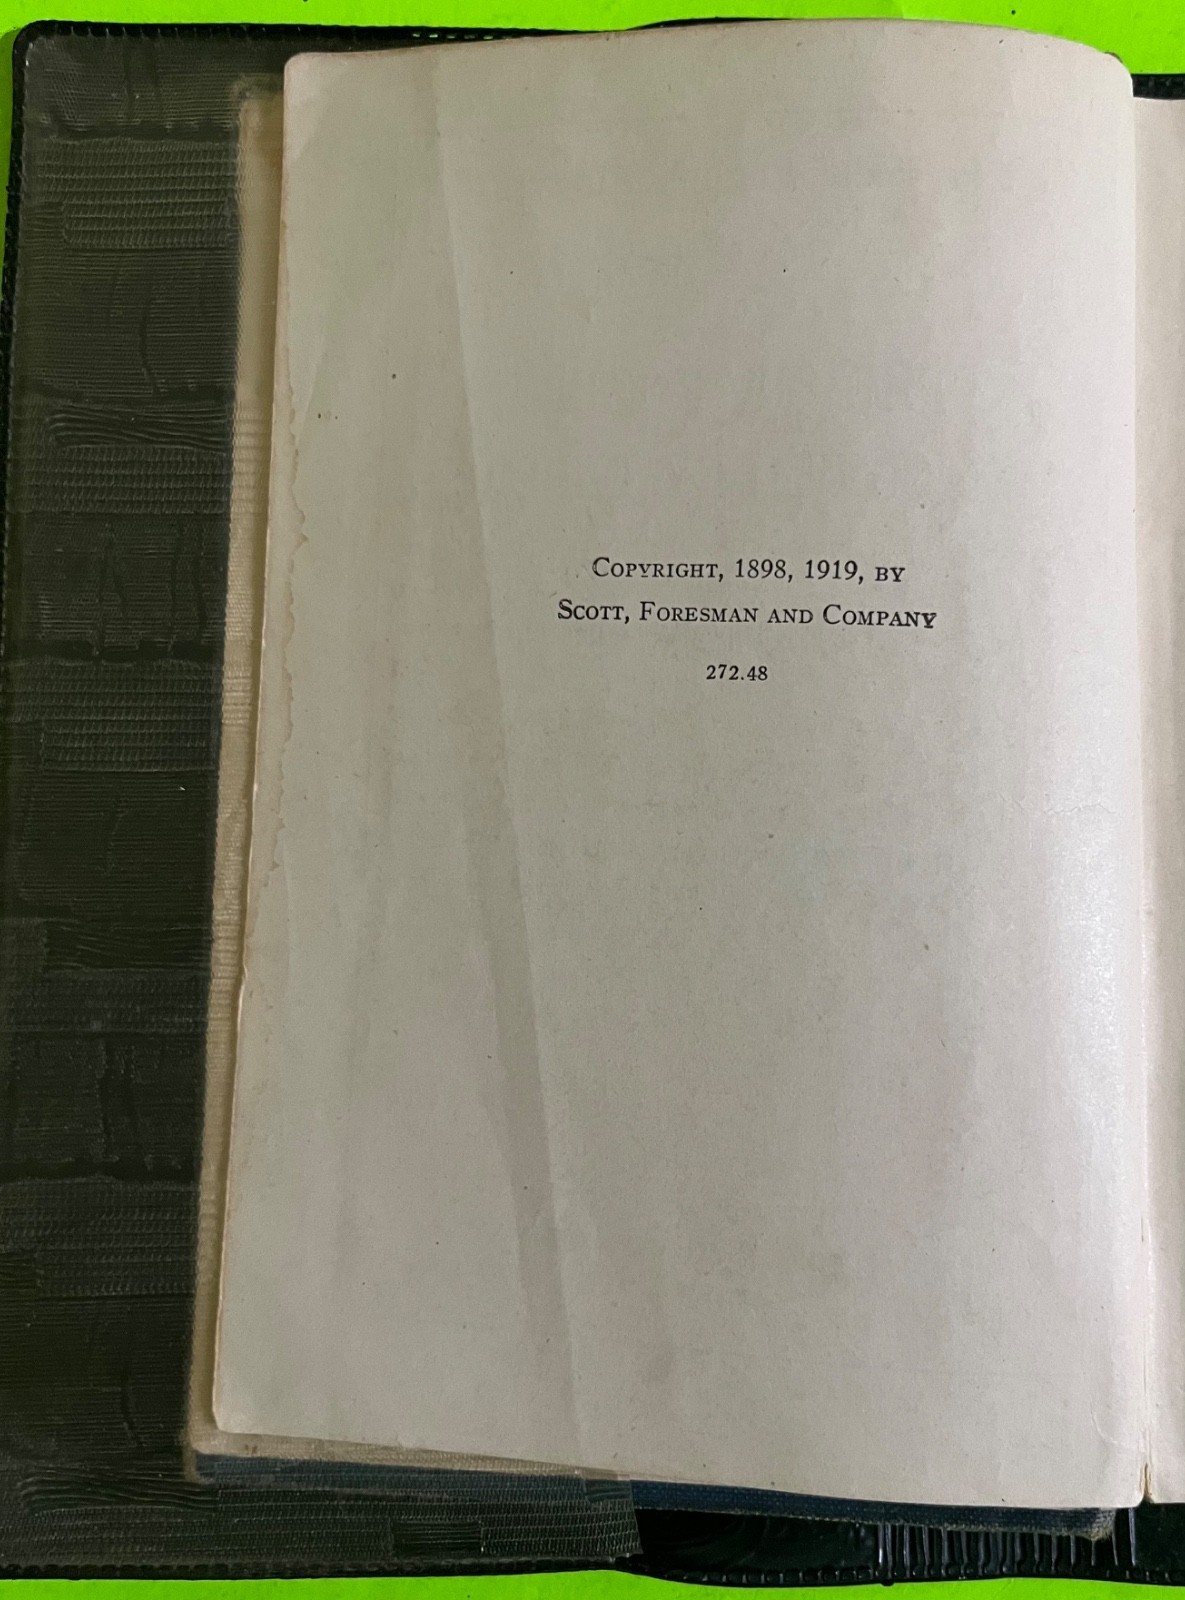 Copyright, 1898, 1919, by
Scott, Foresman and Company
272.48